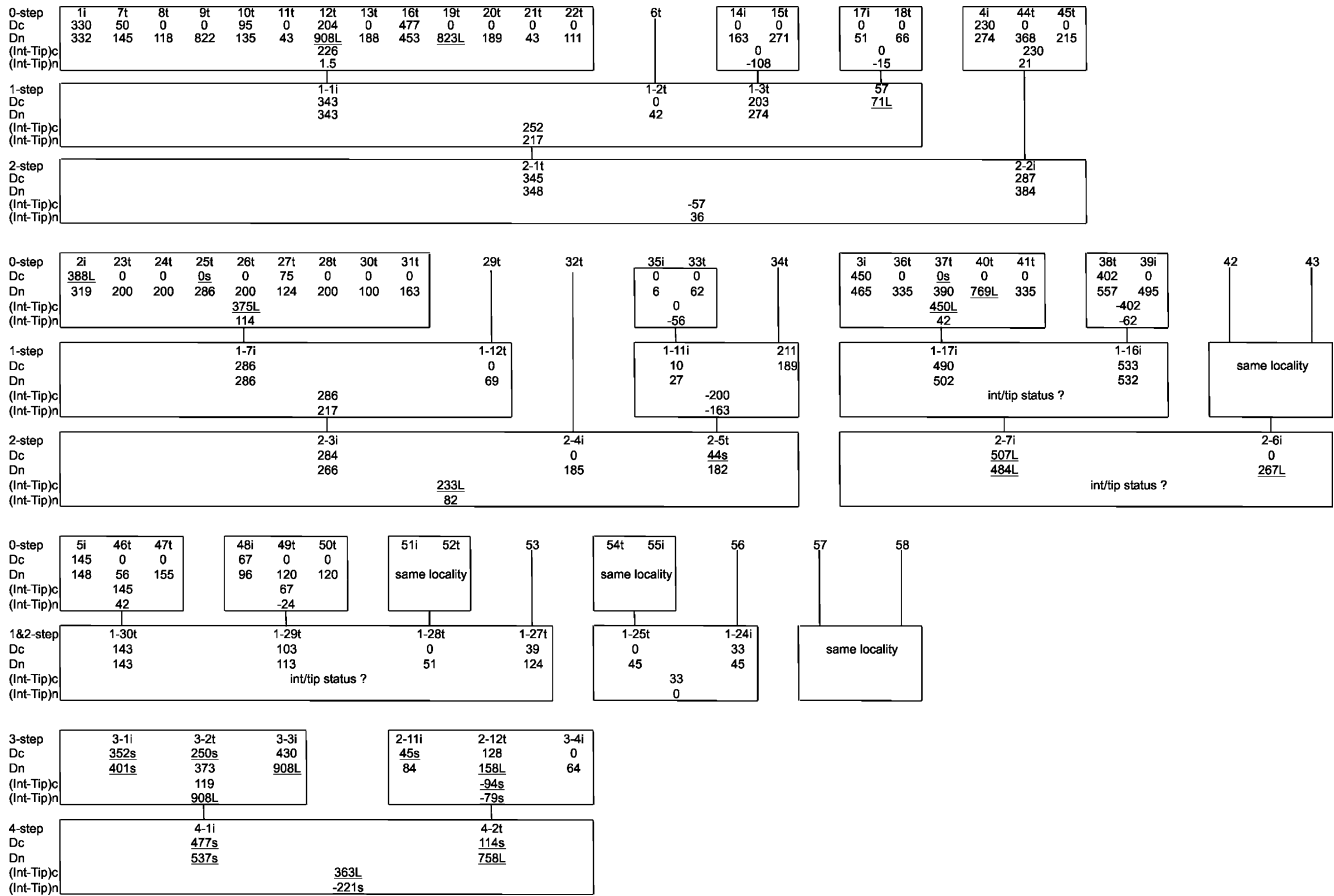 0-step 1i 7t 8t 9t 10t 11t 12t 13t 16t 19t 20t 21t 22t 6t 14i 15t 17i 18t 4i 44t 45t
Dc 330 50 0 0 95 0 204 0 477 0 0 0 0 0 0 0 0 230 0 0
Dn 332 145 118 822 135 43 908L 188 453 823L 189 43 111 163 271 51 66 274 368 215
(Int-Tip)c 226 0 0 230
(Int-Tip)n 1.5 -108 -15 21
1-step 1-1i 1-2t 1-3t 57
Dc 343 0 203 71L
Dn 343 42 274
(Int-Tip)c 252
(Int-Tip)n 217
2-step 2-1t 2-2i
Dc 345 287
Dn 348 384
(Int-Tip)c -57
(Int-Tip)n 36
0-step 2i 23t 24t 25t 26t 27t 28t 30t 31t 29t 32t 35i 33t 34t 3i 36t 37t 40t 41t 38t 39i 42 43
Dc 388L 0 0 0s 0 75 0 0 0 0 0 450 0 0s 0 0 402 0
Dn 319 200 200 286 200 124 200 100 163 6 62 465 335 390 769L 335 557 495
(Int-Tip)c 375L 0 450L -402
(Int-Tip)n 114 -56 42 -62
1-step 1-7i 1-12t 1-11i 211 1-17i 1-16i
Dc 286 0 10 189 490 533 same locality
Dn 286 69 27 502 532
(Int-Tip)c 286 -200 int/tip status ?
(Int-Tip)n 217 -163
2-step 2-3i 2-4i 2-5t 2-7i 2-6i
Dc 284 0 44s 507L 0
Dn 266 185 182 484L 267L
(Int-Tip)c 233L int/tip status ?
(Int-Tip)n 82
0-step 5i 46t 47t 48i 49t 50t 51i 52t 53 54t 55i 56 57 58
Dc 145 0 0 67 0 0
Dn 148 56 155 96 120 120 same locality same locality
(Int-Tip)c 145 67
(Int-Tip)n 42 -24
1&2-step 1-30t 1-29t 1-28t 1-27t 1-25t 1-24i
Dc 143 103 0 39 0 33 same locality
Dn 143 113 51 124 45 45
(Int-Tip)c int/tip status ? 33
(Int-Tip)n 0
3-step 3-1i 3-2t 3-3i 2-11i 2-12t 3-4i
Dc 352s 250s 430 45s 128 0
Dn 401s 373 908L 84 158L 64
(Int-Tip)c 119 -94s
(Int-Tip)n 908L -79s
4-step 4-1i 4-2t
Dc 477s 114s
Dn 537s 758L
(Int-Tip)c 363L
(Int-Tip)n -221s